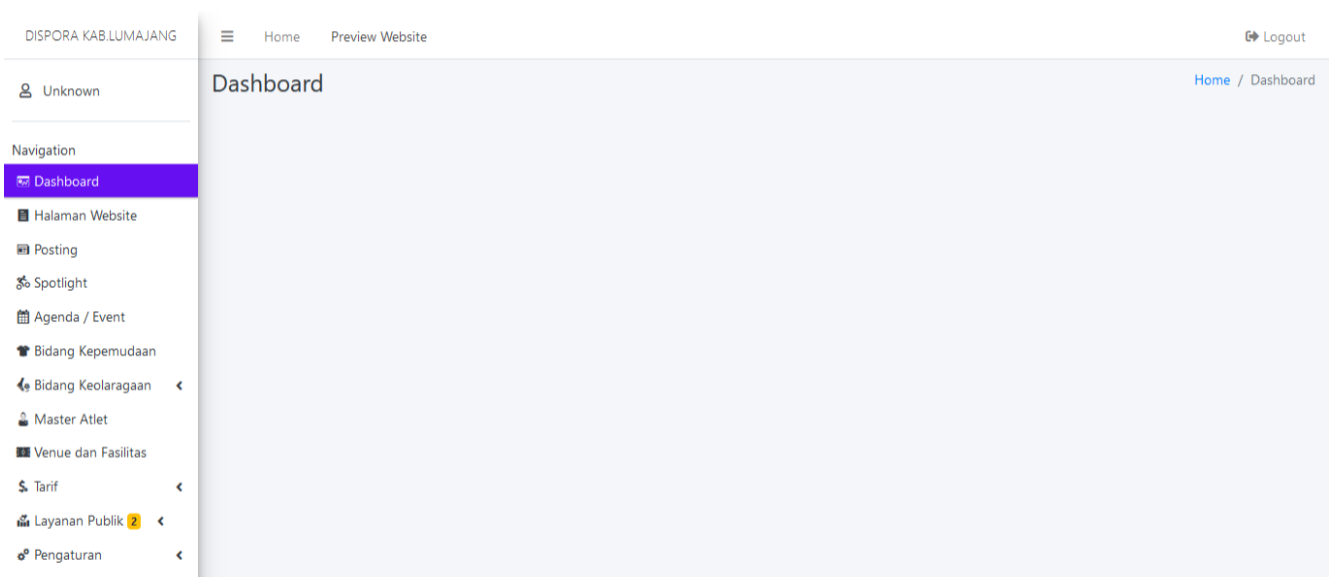 DISPORA KAB.LUMAJANG
Home Preview Website Logout
Unknown
Dashboard
Home / Dashboard
Navigation
Dashboard
Halaman Website
Posting
Spotlight
Agenda / Event
Bidang Kepemudaan
Bidang Keolaragaan
Master Atlet
Venue dan Fasilitas
Tarif
Layanan Publik 2
Pengaturan